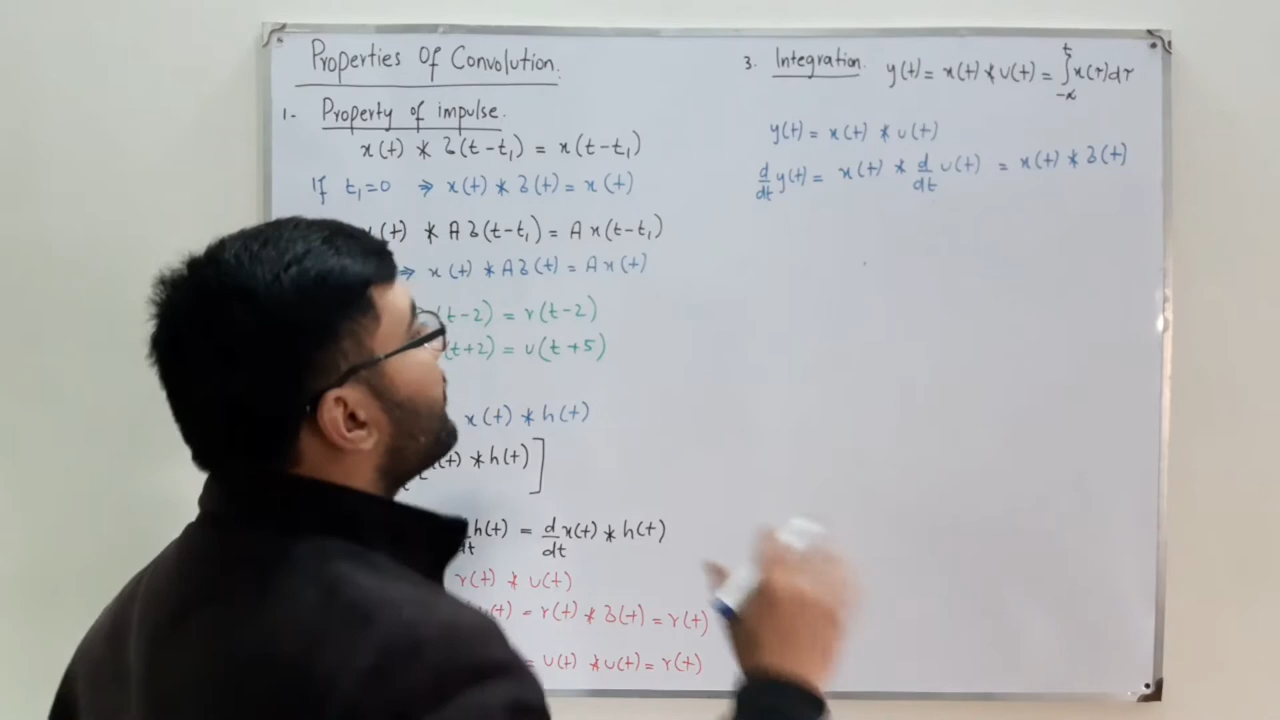 Properties Of Convolution.
1- Property of impulse.
x(t) * δ(t-t₁) = x(t-t₁)
If t₁=0 ⇒ x(t) * δ(t) = x(t)
(t) * A δ(t-t₁) = A x(t-t₁)
⇒ x(t) * A δ(t) = A x(t)
(t-2) = r(t-2)
(t+2) = u(t+5)
x(t) * h(t)
(t) * h(t)]
h(t) = d/dt x(t) * h(t)
r(t) * u(t)
(t) = r(t) * δ(t) = r(t)
= u(t) * u(t) = r(t)
3. Integration. y(t) = x(t) * u(t) = ∫_{-∞}^{t} x(τ)dτ
y(t) = x(t) * u(t)
d/dt y(t) = x(t) * d/dt u(t) = x(t) * δ(t)